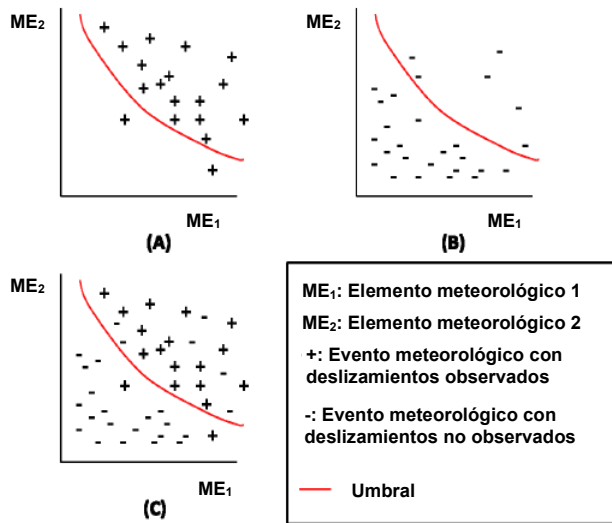 ME₂
ME₁
(A)
ME₂
ME₁
(B)
ME₂
ME₁
(C)
ME₁: Elemento meteorológico 1
ME₂: Elemento meteorológico 2
+: Evento meteorológico con
deslizamientos observados
-: Evento meteorológico con
deslizamientos no observados
Umbral